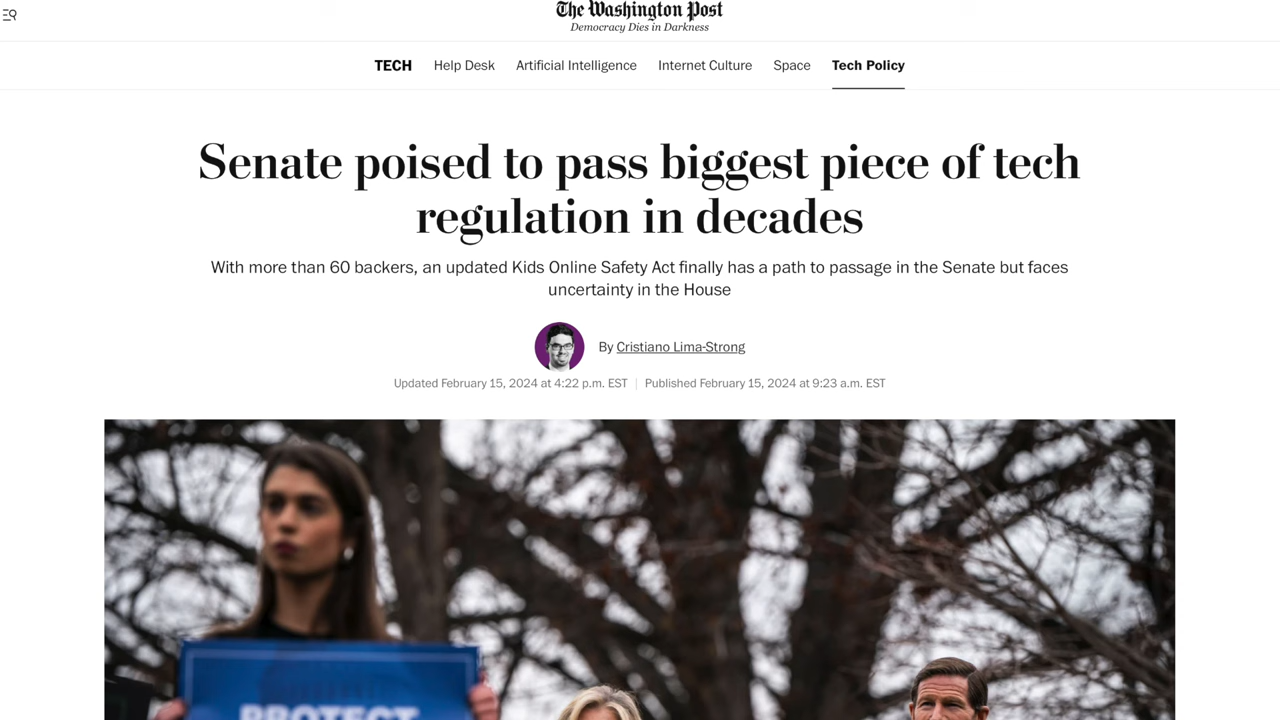 The Washington Post
Democracy Dies in Darkness
TECH Help Desk Artificial Intelligence Internet Culture Space Tech Policy
Senate poised to pass biggest piece of tech
regulation in decades
With more than 60 backers, an updated Kids Online Safety Act finally has a path to passage in the Senate but faces
uncertainty in the House
By Cristiano Lima-Strong
Updated February 15, 2024 at 4:22 p.m. EST | Published February 15, 2024 at 9:23 a.m. EST
PROTECT